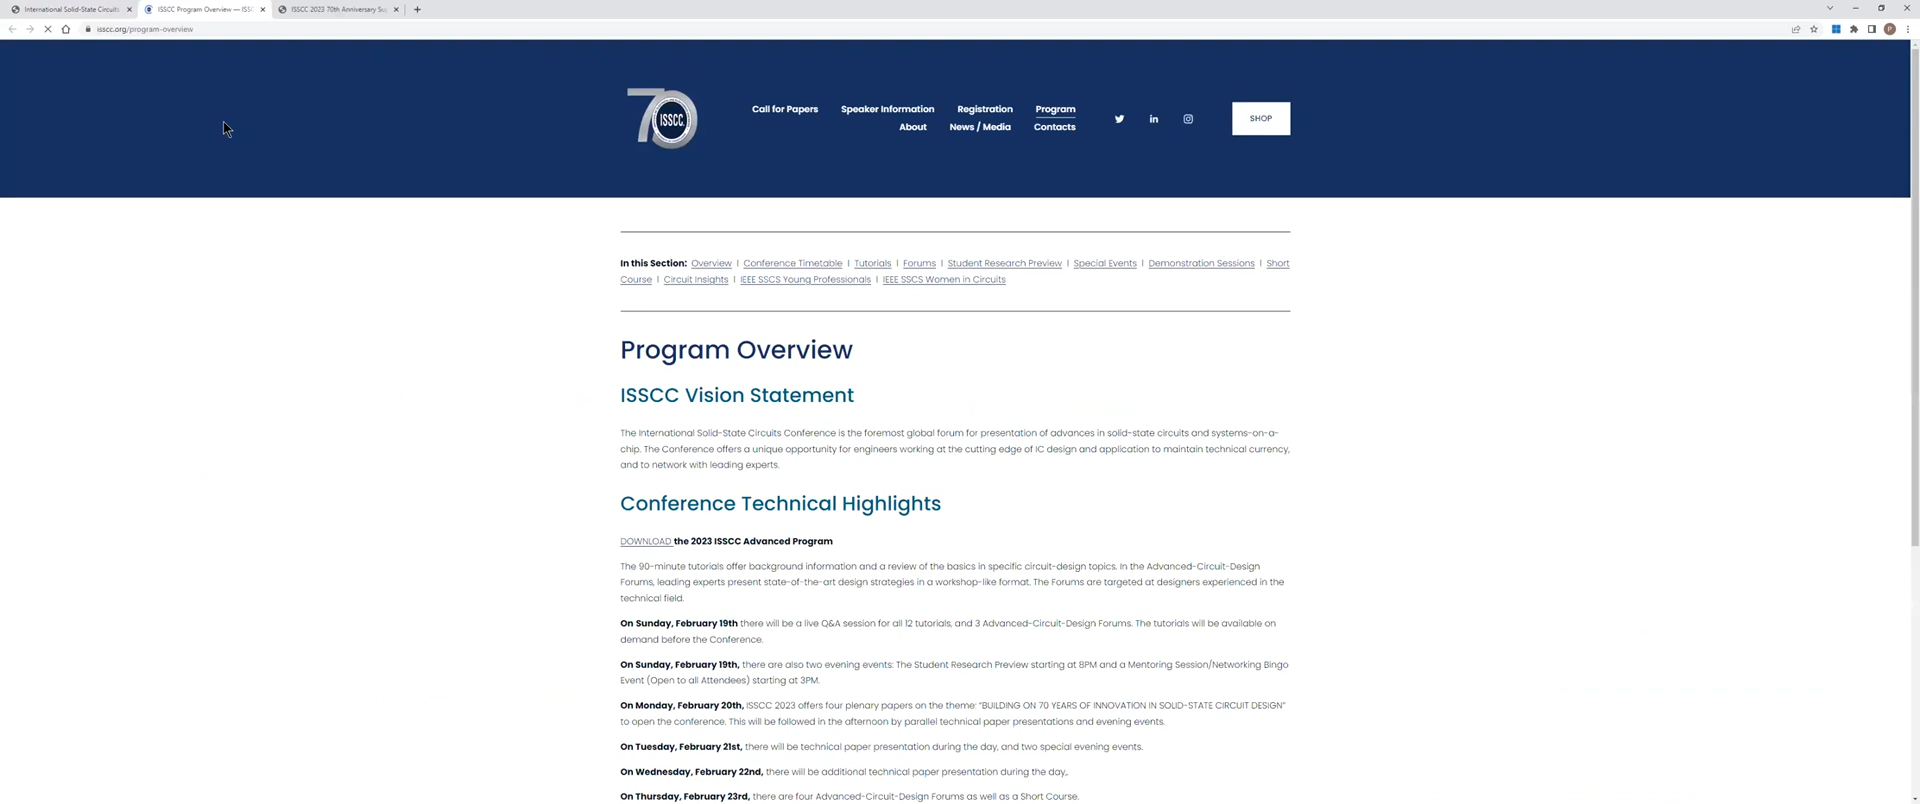 International Solid-State Circuits
ISSCC Program Overview — ISSC
ISSCC 2023 70th Anniversary Su
isscc.org/program-overview
P
70
ISSCC
Call for Papers Speaker Information Registration Program
About News / Media Contacts
SHOP
In this Section: Overview | Conference Timetable | Tutorials | Forums | Student Research Preview | Special Events | Demonstration Sessions | Short
Course | Circuit Insights | IEEE SSCS Young Professionals | IEEE SSCS Women in Circuits
Program Overview
ISSCC Vision Statement
The International Solid-State Circuits Conference is the foremost global forum for presentation of advances in solid-state circuits and systems-on-a-
chip. The Conference offers a unique opportunity for engineers working at the cutting edge of IC design and application to maintain technical currency,
and to network with leading experts.
Conference Technical Highlights
DOWNLOAD the 2023 ISSCC Advanced Program
The 90-minute tutorials offer background information and a review of the basics in specific circuit-design topics. In the Advanced-Circuit-Design
Forums, leading experts present state-of-the-art design strategies in a workshop-like format. The Forums are targeted at designers experienced in the
technical field.
On Sunday, February 19th there will be a live Q&A session for all 12 tutorials, and 3 Advanced-Circuit-Design Forums. The tutorials will be available on
demand before the Conference.
On Sunday, February 19th, there are also two evening events: The Student Research Preview starting at 8PM and a Mentoring Session/Networking Bingo
Event (Open to all Attendees) starting at 3PM.
On Monday, February 20th, ISSCC 2023 offers four plenary papers on the theme: “BUILDING ON 70 YEARS OF INNOVATION IN SOLID-STATE CIRCUIT DESIGN”
to open the conference. This will be followed in the afternoon by parallel technical paper presentations and evening events.
On Tuesday, February 21st, there will be technical paper presentation during the day, and two special evening events.
On Wednesday, February 22nd, there will be additional technical paper presentation during the day,.
On Thursday, February 23rd, there are four Advanced-Circuit-Design Forums as well as a Short Course.